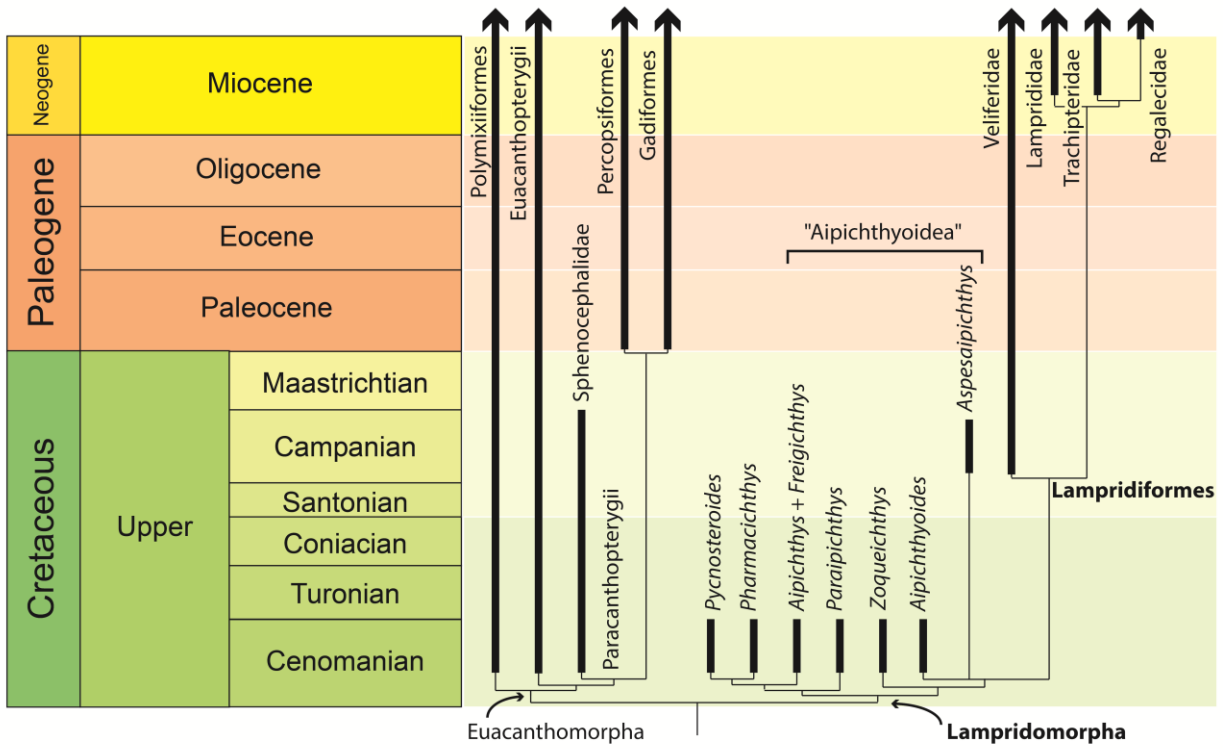 Neogene
Miocene
Paleogene
Oligocene
Eocene
Paleocene
Cretaceous
Upper
Maastrichtian
Campanian
Santonian
Coniacian
Turonian
Cenomanian
Polymixiiformes
Euacanthopterygii
Sphenocephalidae
Paracanthopterygii
Percopsiformes
Gadiformes
Pycnosteroides
Pharmacichthys
Aipichthys + Freigichthys
Paraipichthys
Zoqueichthys
Aipichthyoides
"Aipichthyoidea"
Aspesaipichthys
Veliferidae
Lamprididae
Trachipteridae
Regalecidae
Lampridiformes
Euacanthomorpha
Lampridomorpha